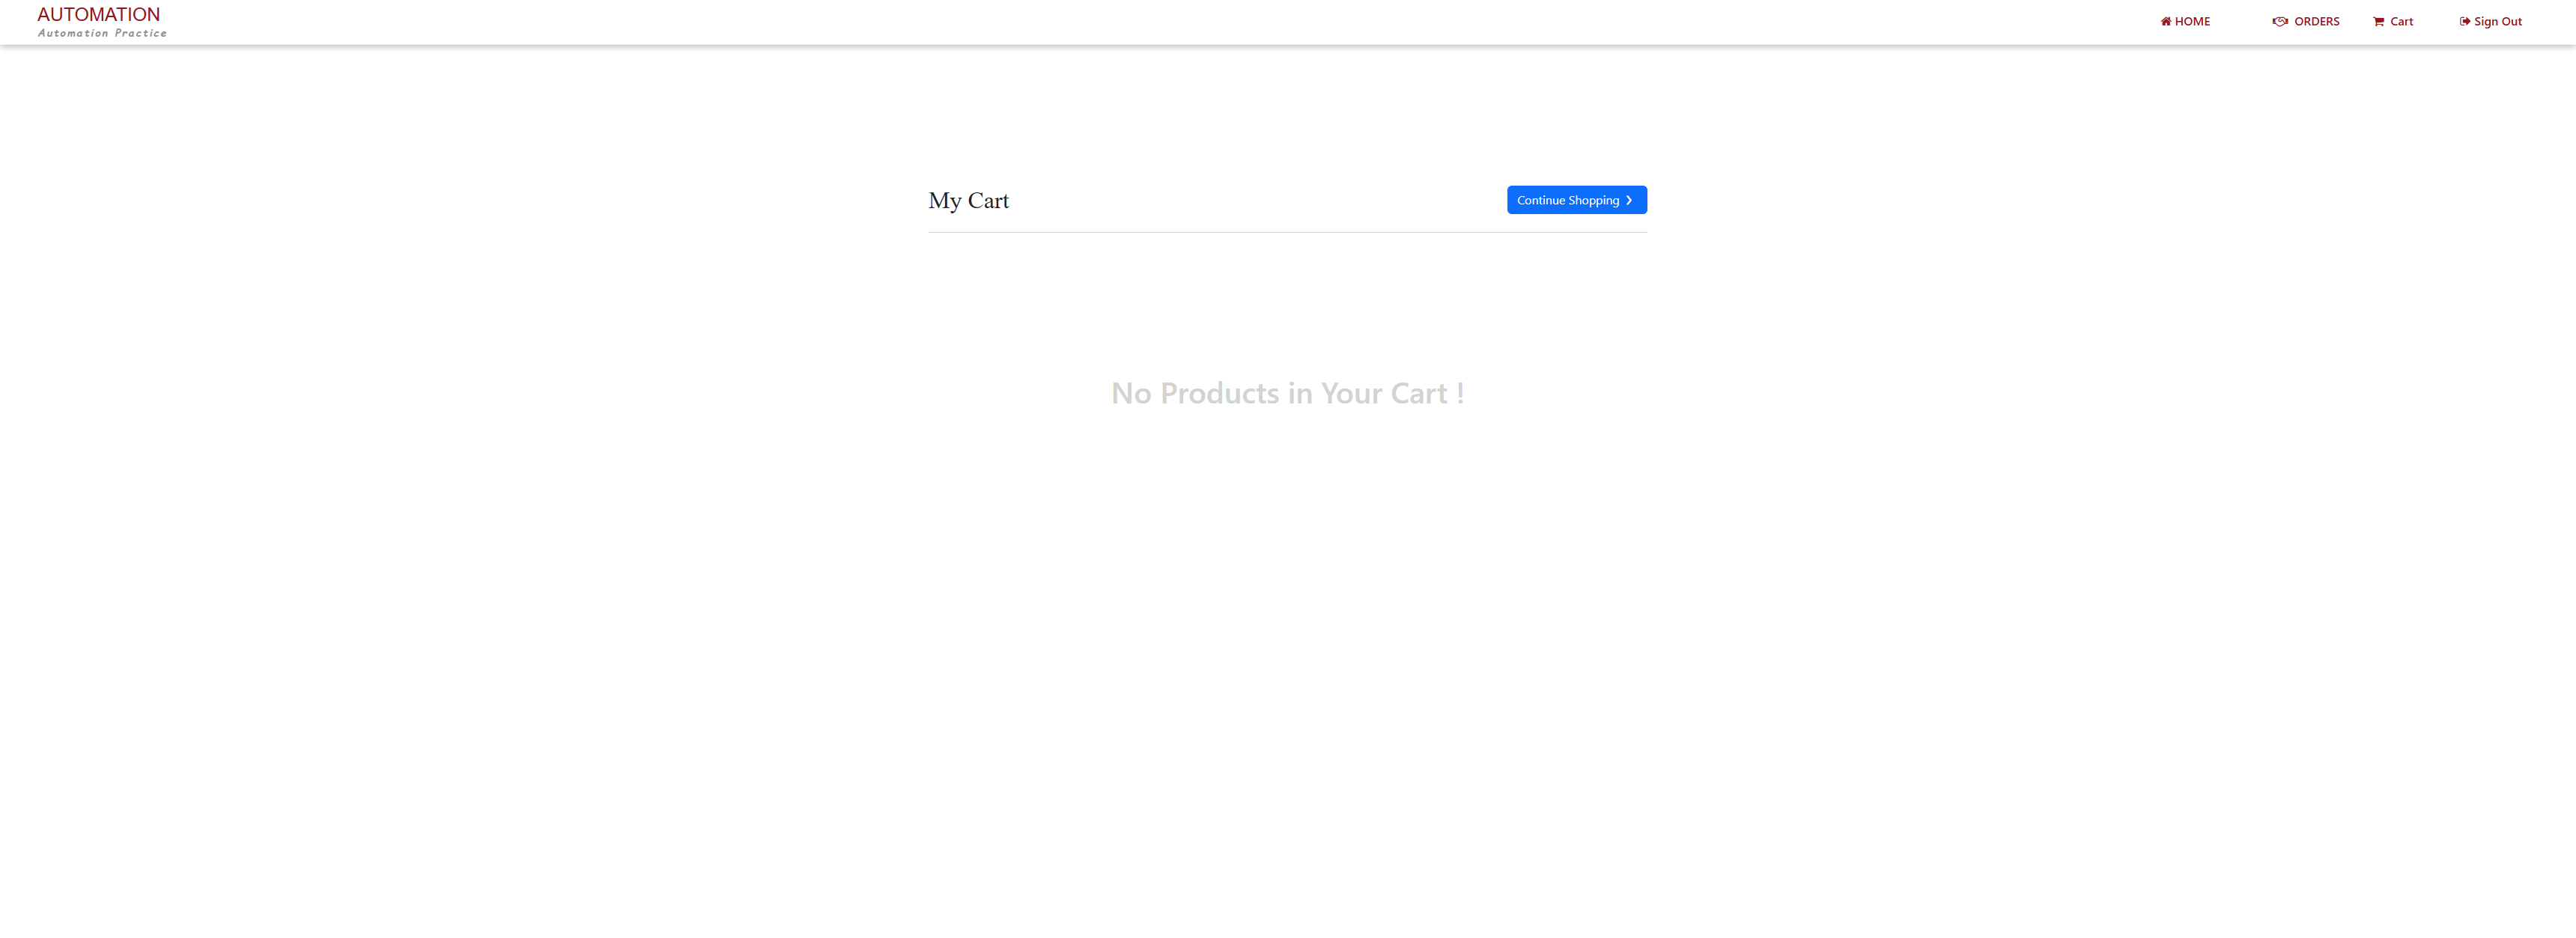 AUTOMATION
Automation Practice
HOME
ORDERS
Cart
Sign Out
My Cart
Continue Shopping
No Products in Your Cart !